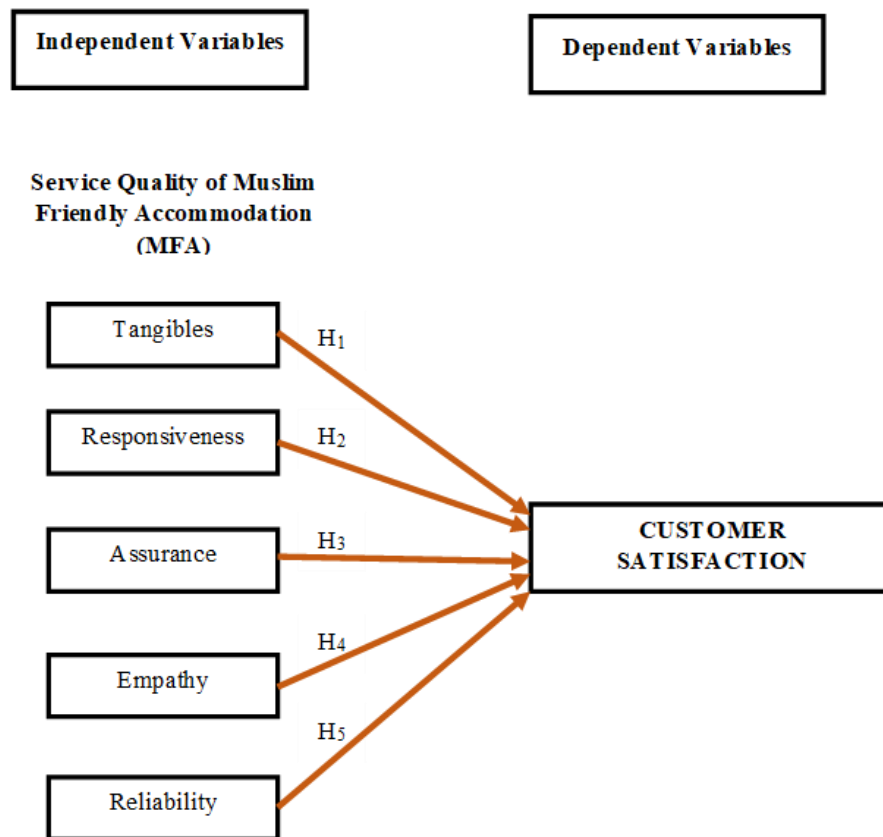 Independent Variables
Dependent Variables
Service Quality of Muslim
Friendly Accommodation
(MFA)
Tangibles
H1
Responsiveness
H2
Assurance
H3
CUSTOMER
SATISFACTION
Empathy
H4
H5
Reliability